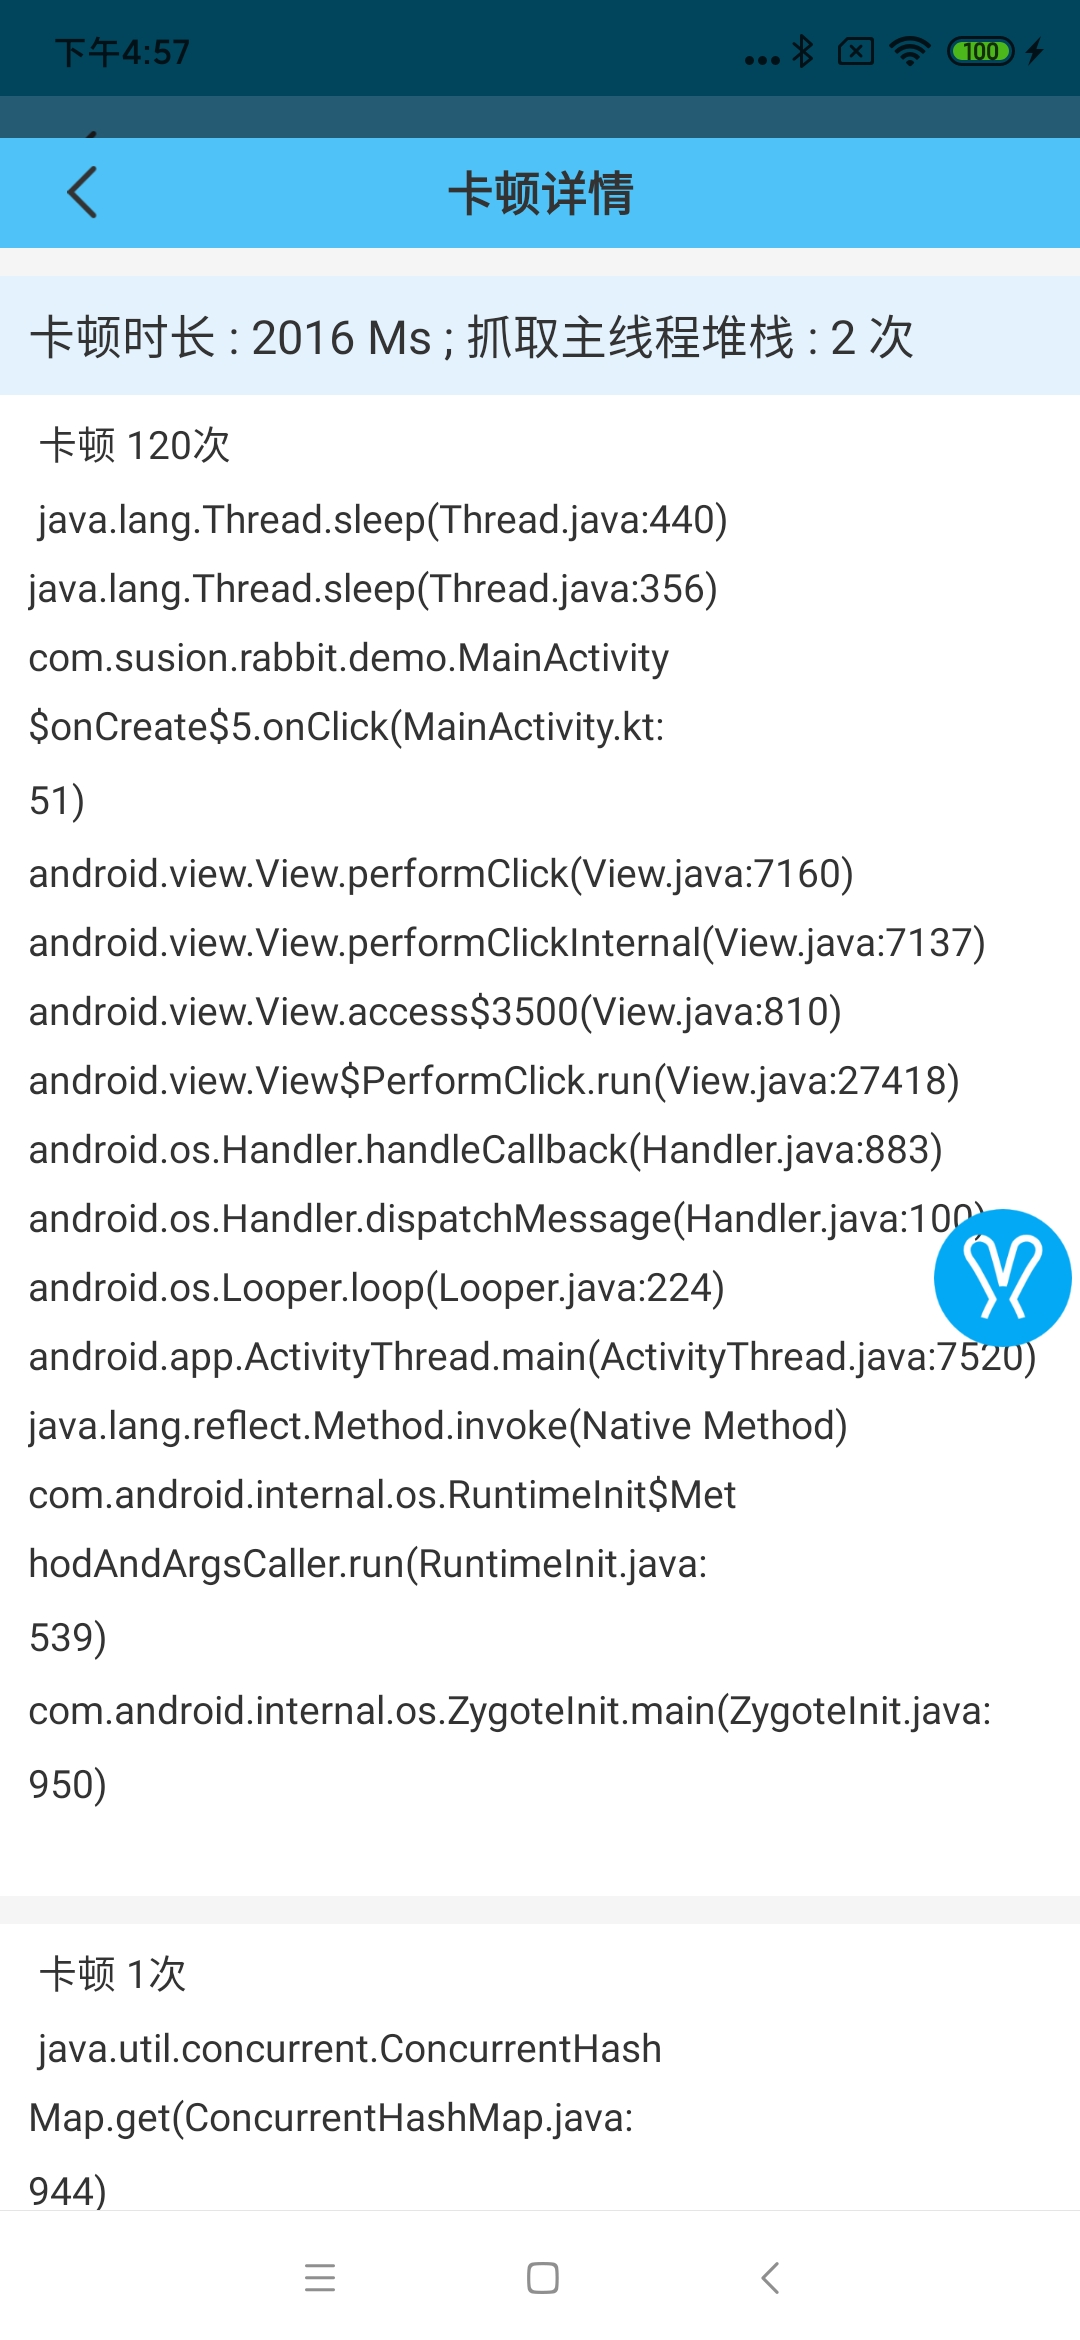 下午4:57
100
卡顿详情
卡顿时长 : 2016 Ms ; 抓取主线程堆栈 : 2 次
卡顿 120次
java.lang.Thread.sleep(Thread.java:440)
java.lang.Thread.sleep(Thread.java:356)
com.susion.rabbit.demo.MainActivity
$onCreate$5.onClick(MainActivity.kt:
51)
android.view.View.performClick(View.java:7160)
android.view.View.performClickInternal(View.java:7137)
android.view.View.access$3500(View.java:810)
android.view.View$PerformClick.run(View.java:27418)
android.os.Handler.handleCallback(Handler.java:883)
android.os.Handler.dispatchMessage(Handler.java:100)
android.os.Looper.loop(Looper.java:224)
android.app.ActivityThread.main(ActivityThread.java:7520)
java.lang.reflect.Method.invoke(Native Method)
com.android.internal.os.RuntimeInit$Met
hodAndArgsCaller.run(RuntimeInit.java:
539)
com.android.internal.os.ZygoteInit.main(ZygoteInit.java:
950)
卡顿 1次
java.util.concurrent.ConcurrentHash
Map.get(ConcurrentHashMap.java:
944)